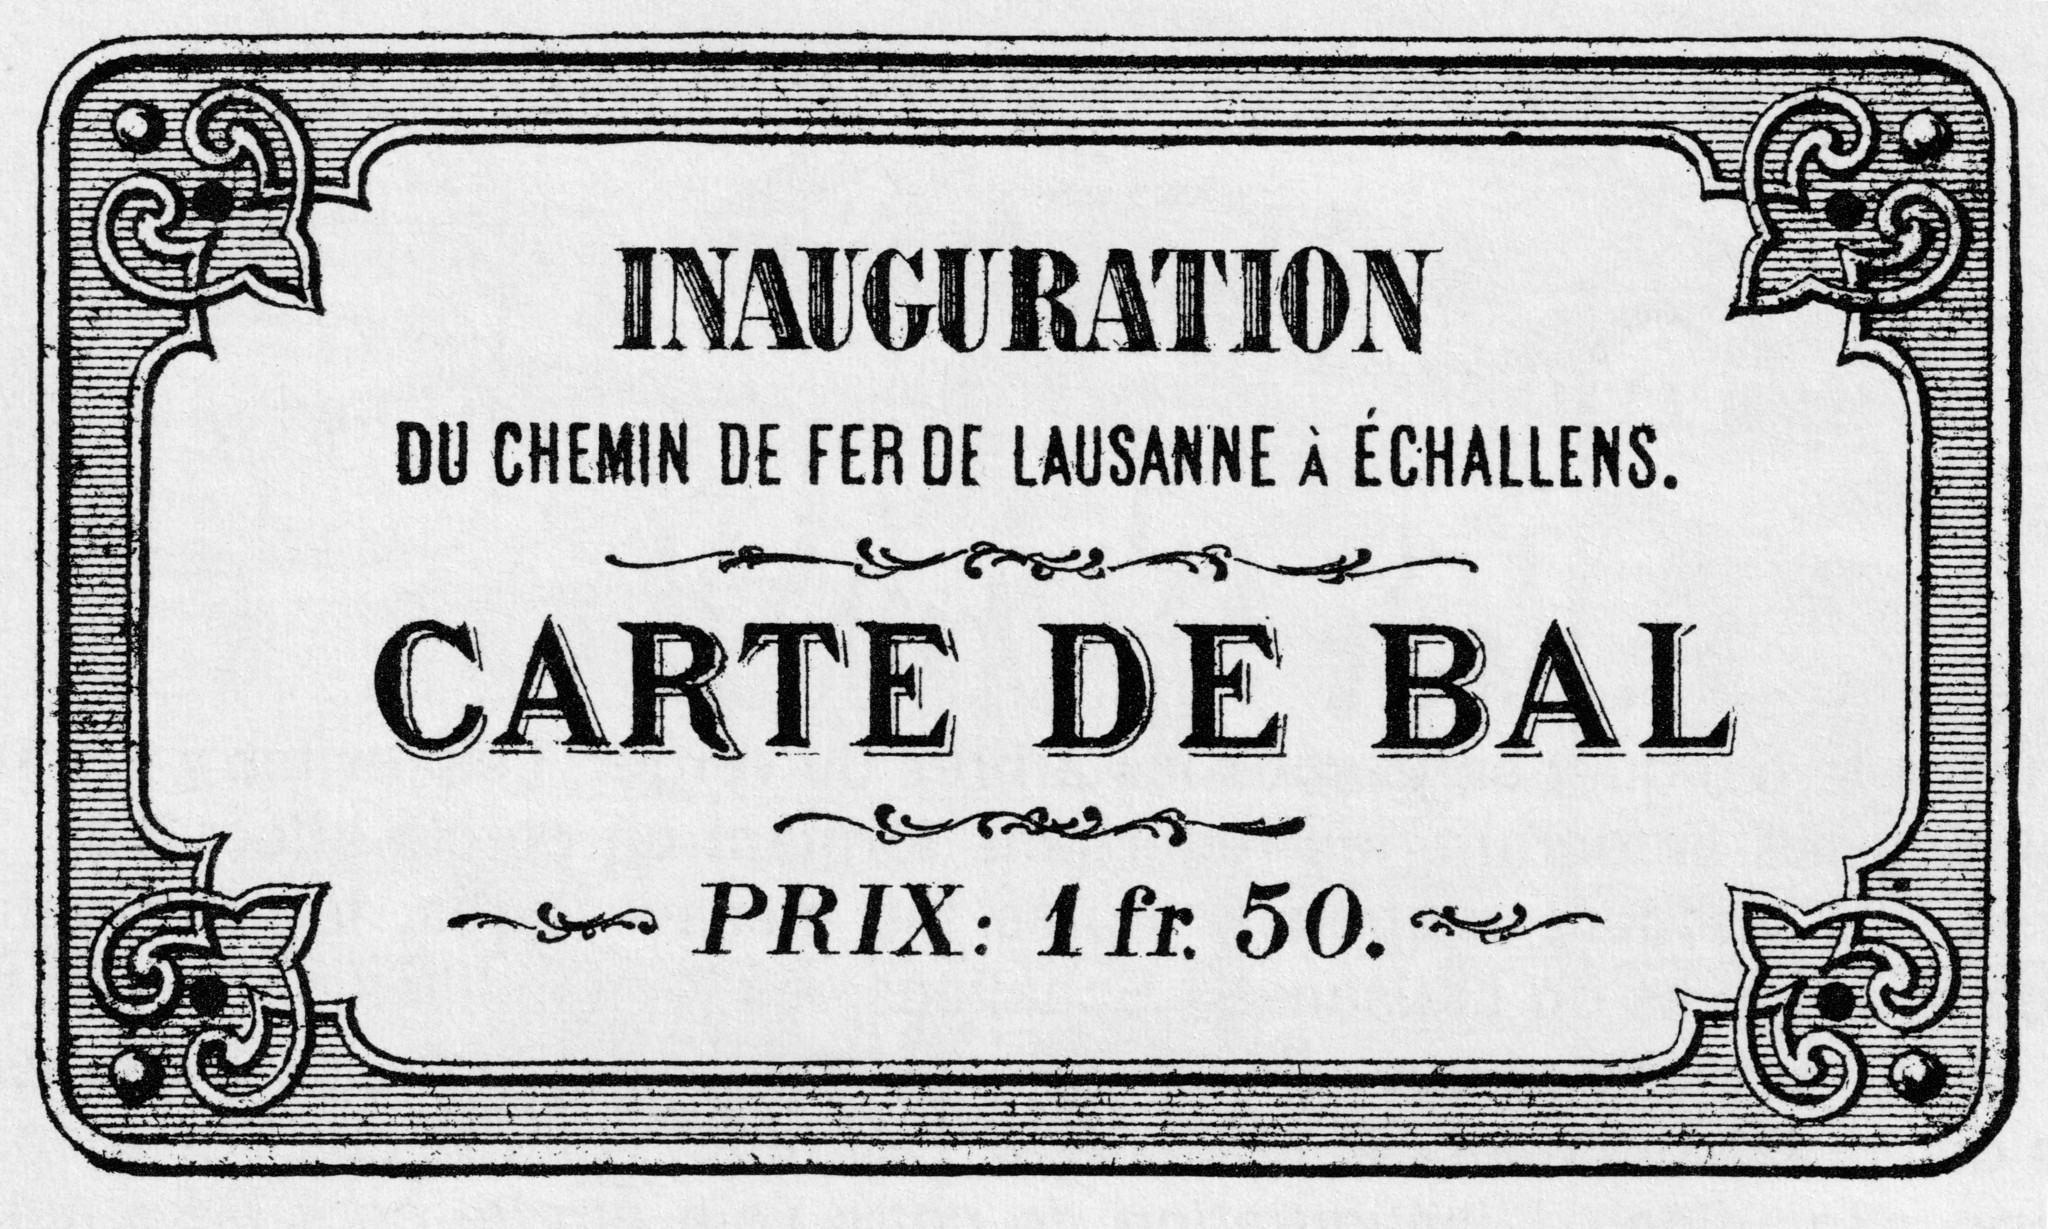 INAUGURATION
DU CHEMIN DE FER DE LAUSANNE À ÉCHALLENS.
CARTE DE BAL
PRIX: 1 fr. 50.